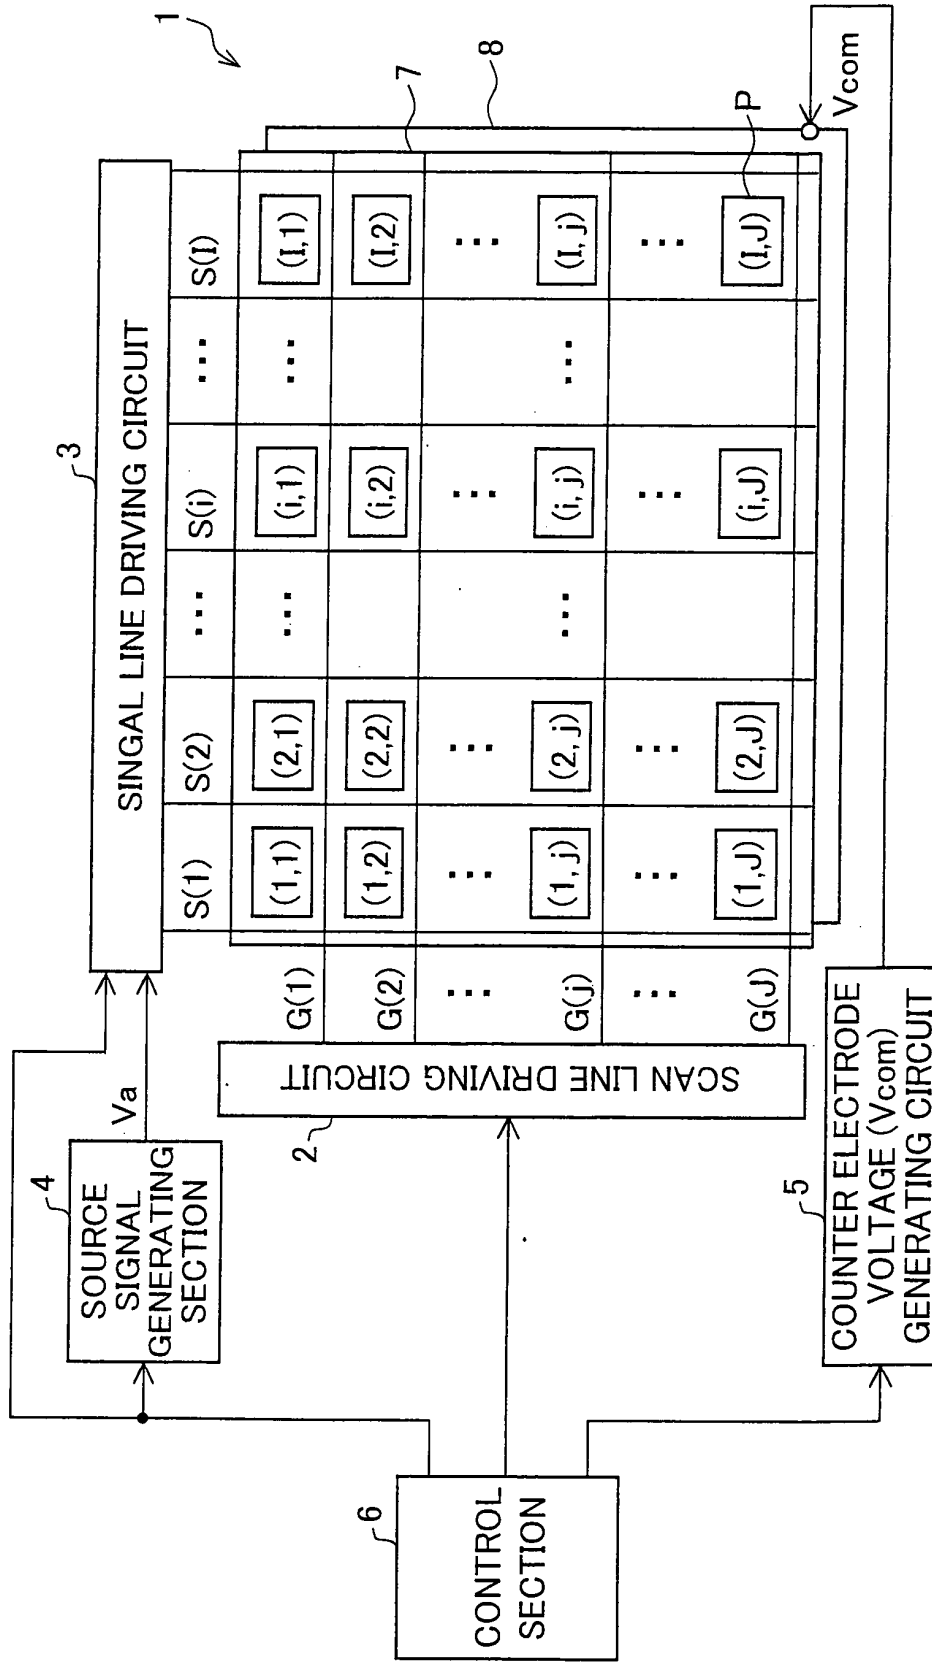 1
3
SINGAL LINE DRIVING CIRCUIT
4
SOURCE
SIGNAL
GENERATING
SECTION
Va
S(1) S(2) ... S(i) ... S(I)
7
8
G(1) (1,1) (2,1) ... (i,1) ... (I,1)
G(2) (1,2) (2,2) (i,2) (I,2)
... ... ... ... ...
G(j) (1,j) (2,j) ... (i,j) ... (I,j)
... ... ... ... ...
G(J) (1,J) (2,J) (i,J) (I,J)
P
2
SCAN LINE DRIVING CIRCUIT
6
CONTROL
SECTION
5
COUNTER ELECTRODE
VOLTAGE (Vcom)
GENERATING CIRCUIT
Vcom